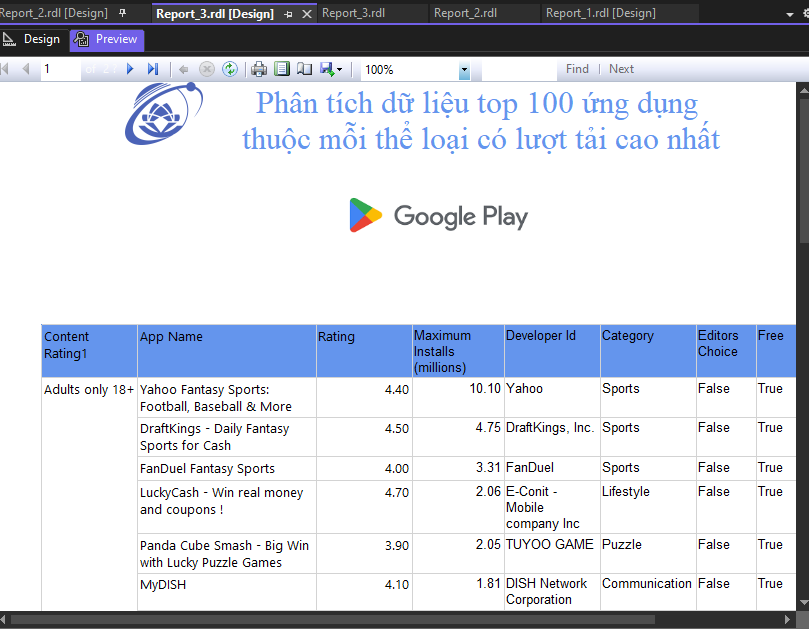 Report_2.rdl [Design]
Report_3.rdl [Design]
Report_3.rdl
Report_2.rdl
Report_1.rdl [Design]
Design
Preview
1
100%
Find | Next
Phân tích dữ liệu top 100 ứng dụng
thuộc mỗi thể loại có lượt tải cao nhất
Google Play
Content Rating1 App Name Rating Maximum Installs (millions) Developer Id Category Editors Choice Free
Adults only 18+ Yahoo Fantasy Sports: Football, Baseball & More 4.40 10.10 Yahoo Sports False True
DraftKings - Daily Fantasy Sports for Cash 4.50 4.75 DraftKings, Inc. Sports False True
FanDuel Fantasy Sports 4.00 3.31 FanDuel Sports False True
LuckyCash - Win real money and coupons ! 4.70 2.06 E-Conit - Mobile company Inc Lifestyle False True
Panda Cube Smash - Big Win with Lucky Puzzle Games 3.90 2.05 TUYOO GAME Puzzle False True
MyDISH 4.10 1.81 DISH Network Corporation Communication False True